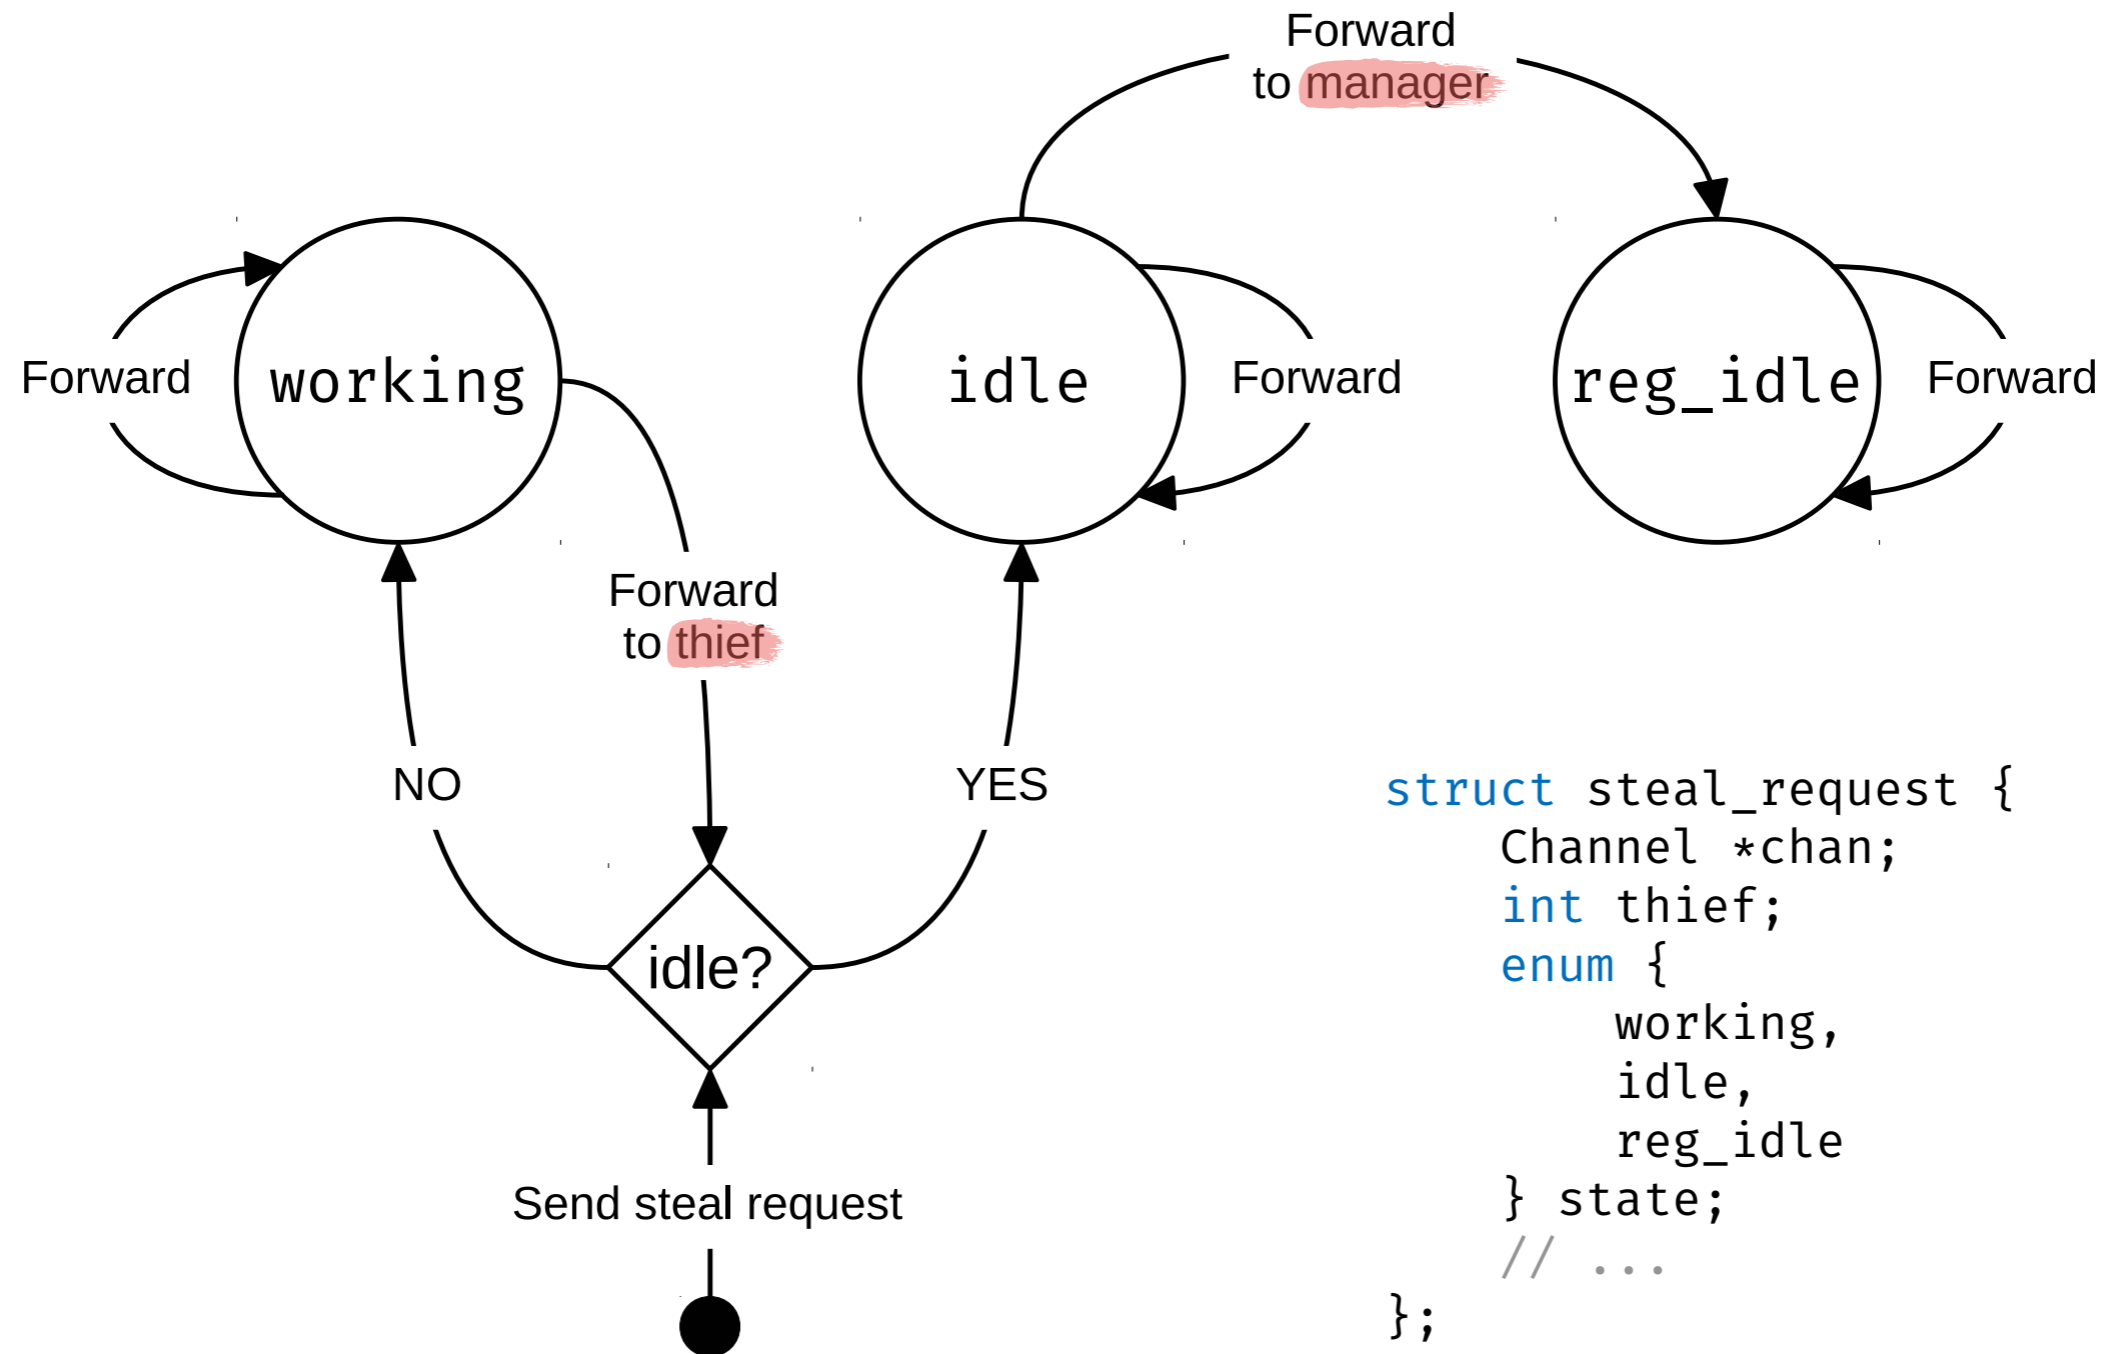 Forward
to manager
Forward
working
idle
Forward
reg_idle
Forward
Forward
to thief
NO
YES
idle?
Send steal request
struct steal_request {
    Channel *chan;
    int thief;
    enum {
        working,
        idle,
        reg_idle
    } state;
    // ...
};